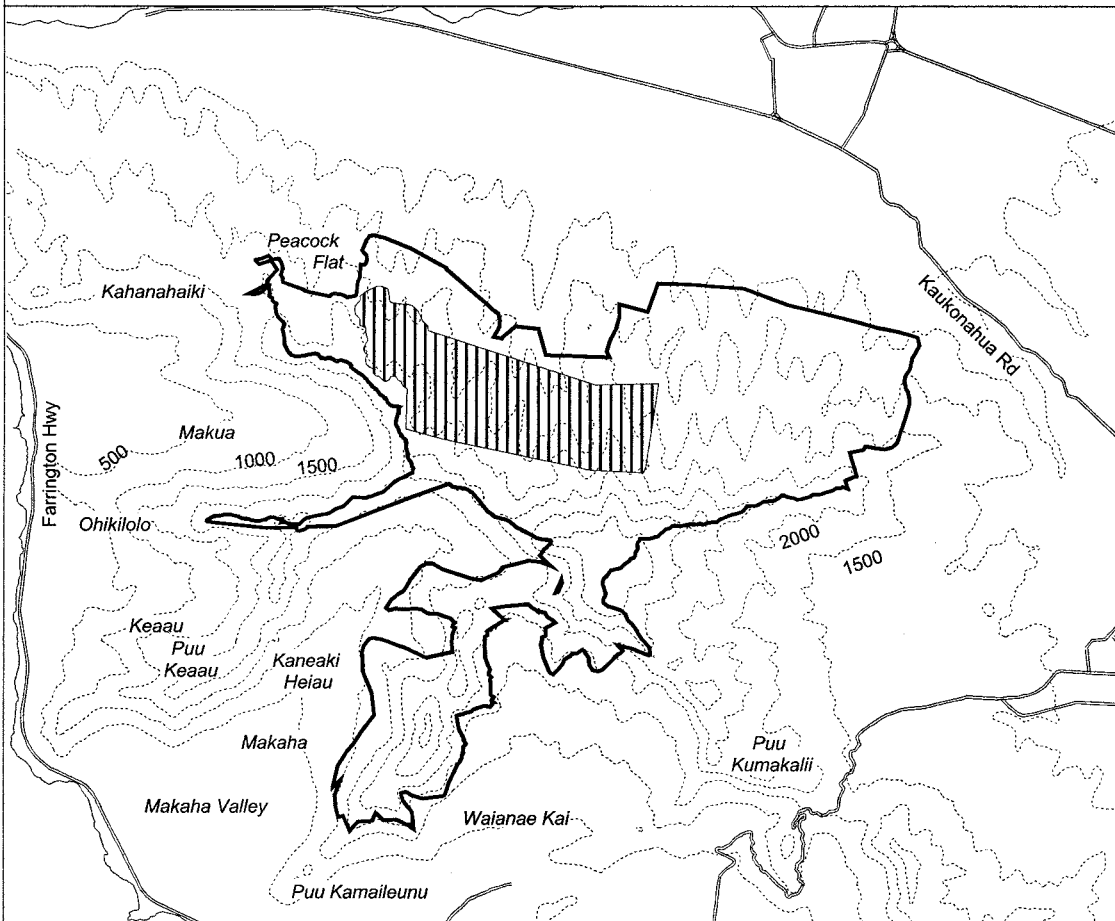 Peacock
Flat
Kahanahaiki
Kaukonahua Rd
Farrington Hwy
Makua
500
1000
1500
Ohikilolo
2000
1500
Keaau
Puu
Keaau
Kaneaki
Heiau
Makaha
Puu
Kumakalii
Makaha Valley
Waianae Kai
Puu Kamaileunu